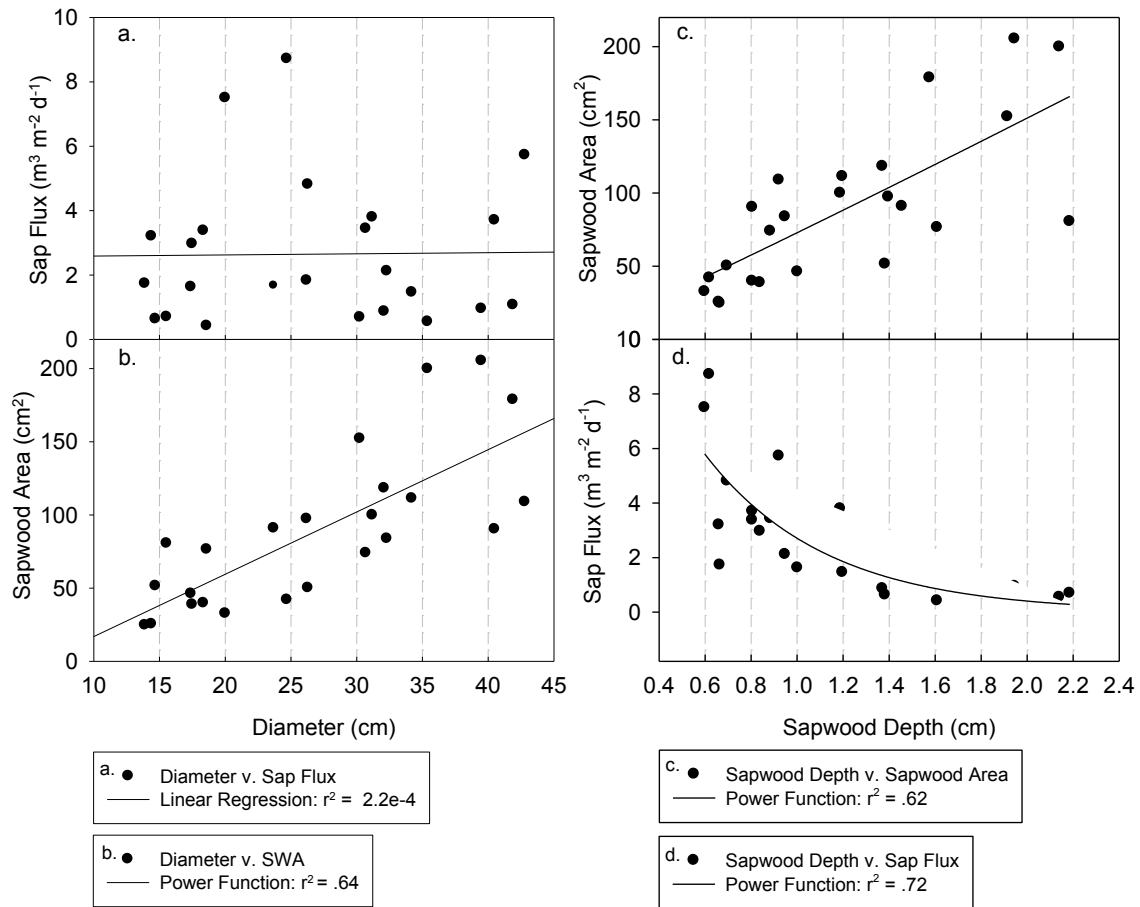 a.
Sap Flux (m³ m⁻² d⁻¹)
10
8
6
4
2
0
b.
Sapwood Area (cm²)
200
150
100
50
0
10 15 20 25 30 35 40 45
Diameter (cm)
c.
Sapwood Area (cm²)
200
150
100
50
0
d.
Sap Flux (m³ m⁻² d⁻¹)
10
8
6
4
2
0
0.4 0.6 0.8 1.0 1.2 1.4 1.6 1.8 2.0 2.2 2.4
Sapwood Depth (cm)
a. Diameter v. Sap Flux
Linear Regression: r² = 2.2e-4
b. Diameter v. SWA
Power Function: r² = .64
c. Sapwood Depth v. Sapwood Area
Power Function: r² = .62
d. Sapwood Depth v. Sap Flux
Power Function: r² = .72